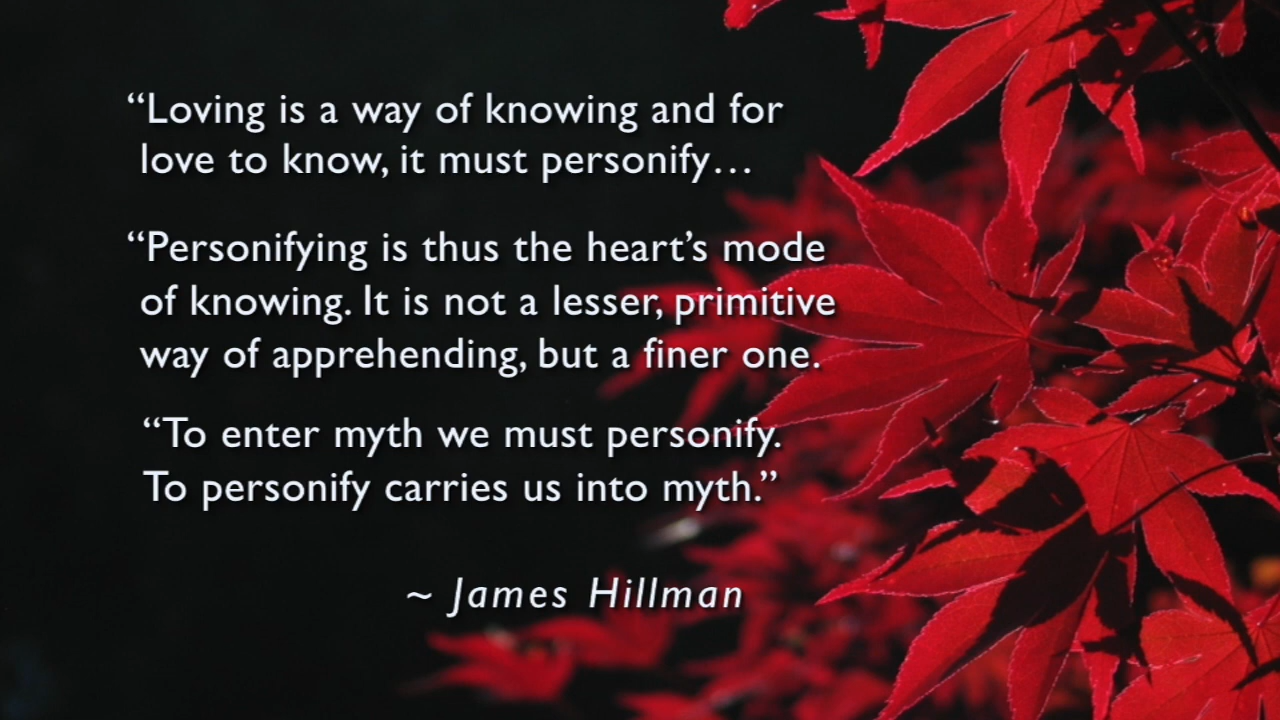 “Loving is a way of knowing and for
love to know, it must personify…
“Personifying is thus the heart’s mode
of knowing. It is not a lesser, primitive
way of apprehending, but a finer one.
“To enter myth we must personify.
To personify carries us into myth.”
~ James Hillman